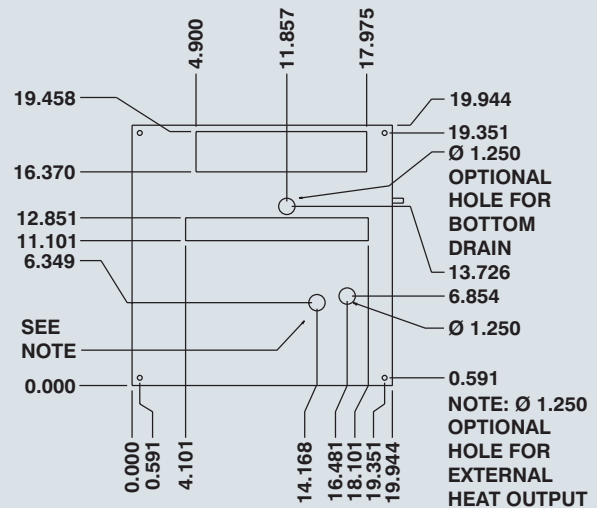 4.900
11.857
17.975
19.458
16.370
12.851
11.101
6.349
SEE
NOTE
0.000
19.944
19.351
Ø 1.250
OPTIONAL
HOLE FOR
BOTTOM
DRAIN
13.726
6.854
Ø 1.250
0.591
NOTE: Ø 1.250
OPTIONAL
HOLE FOR
EXTERNAL
HEAT OUTPUT
0.000
0.591
4.101
14.168
16.481
18.101
19.351
19.944